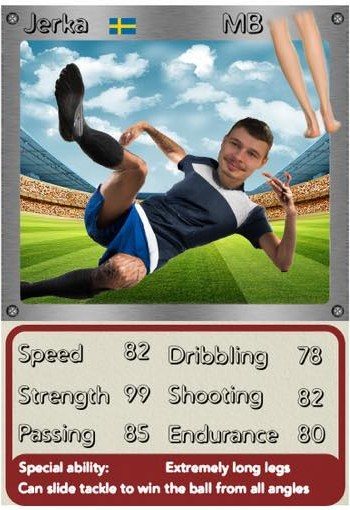 Jerka MB
Speed 82 Dribbling 78
Strength 99 Shooting 82
Passing 85 Endurance 80
Special ability: Extremely long legs
Can slide tackle to win the ball from all angles